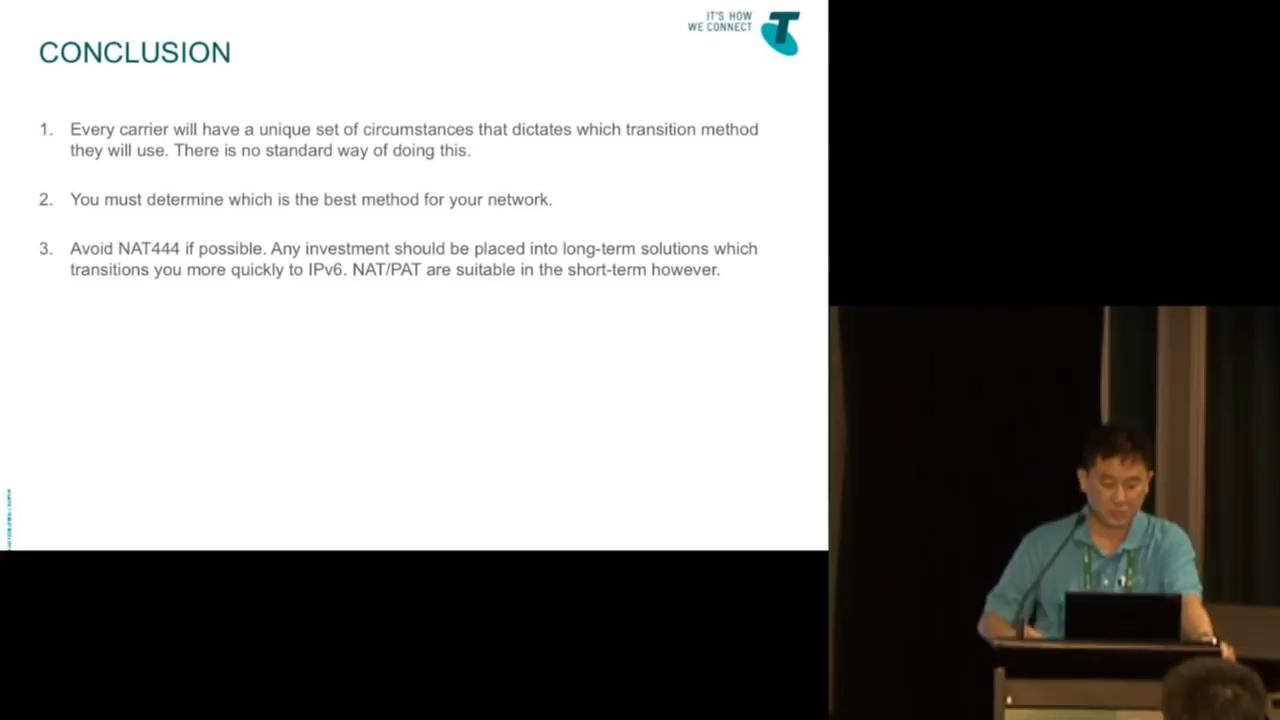 IT'S HOW
WE CONNECT
CONCLUSION
1. Every carrier will have a unique set of circumstances that dictates which transition method
they will use. There is no standard way of doing this.
2. You must determine which is the best method for your network.
3. Avoid NAT444 if possible. Any investment should be placed into long-term solutions which
transitions you more quickly to IPv6. NAT/PAT are suitable in the short-term however.